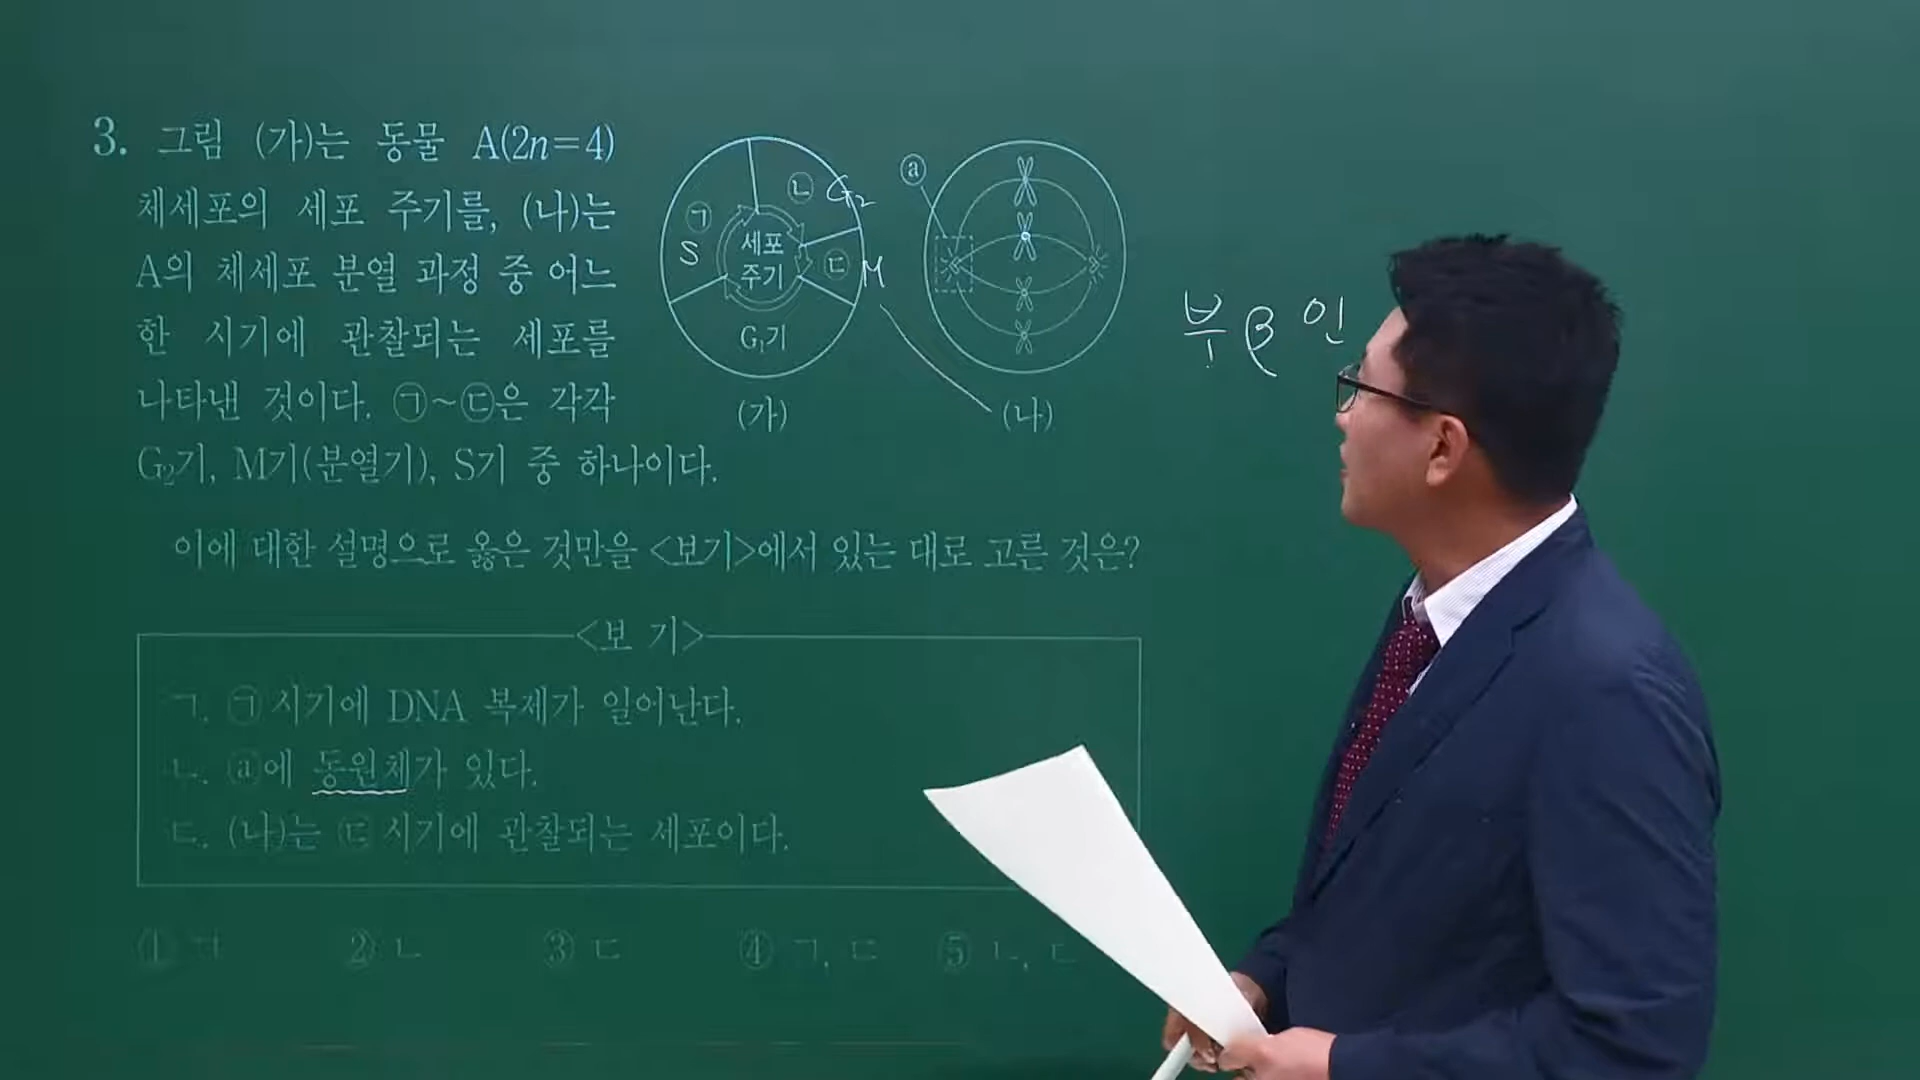 3. 그림 (가)는 동물 A(2n=4)
체세포의 세포 주기를, (나)는
A의 체세포 분열 과정 중 어느
한 시기에 관찰되는 세포를
나타낸 것이다. ㉠~㉢은 각각
G₂기, M기(분열기), S기 중 하나이다.
㉠
S
㉡ G₂
세포
주기
㉢ M
G₁기
(가)
ⓐ
(나)
이에 대한 설명으로 옳은 것만을 <보기>에서 있는 대로 고른 것은?
<보 기>
ㄱ. ㉠ 시기에 DNA 복제가 일어난다.
ㄴ. ⓐ에 동원체가 있다.
ㄷ. (나)는 ㉢ 시기에 관찰되는 세포이다.
① ㄱ ② ㄴ ③ ㄷ ④ ㄱ, ㄷ ⑤ ㄴ, ㄷ